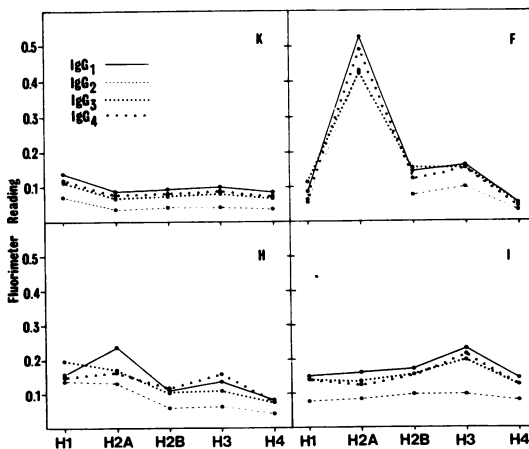 K
F
0.5
0.4
0.3
0.2
0.1
IgG1
IgG2
IgG3
IgG4
Fluorimeter Reading
H
I
0.5
0.4
0.3
0.2
0.1
H1 H2A H2B H3 H4
H1 H2A H2B H3 H4